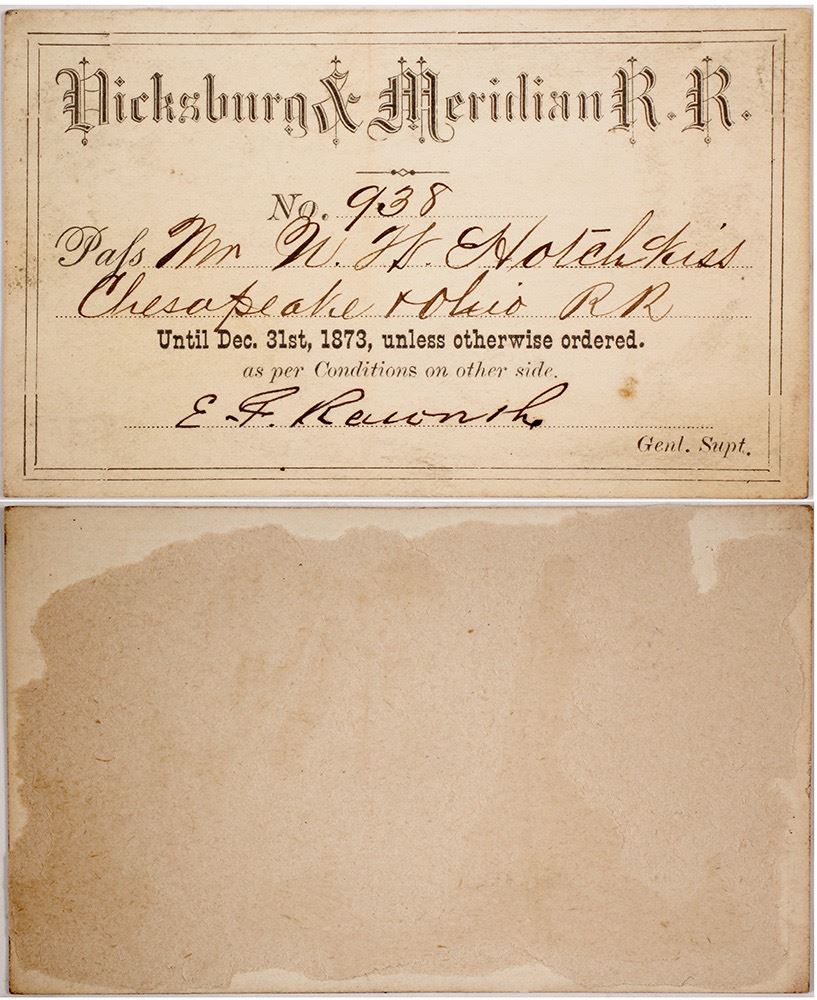 Vicksburg & Meridian R. R.
No. 938
Pass Mr N. W. Hotchkiss
Chesapeake & Ohio RR
Until Dec. 31st, 1873, unless otherwise ordered.
as per Conditions on other side.
E. F. Raworth
Genl. Supt.